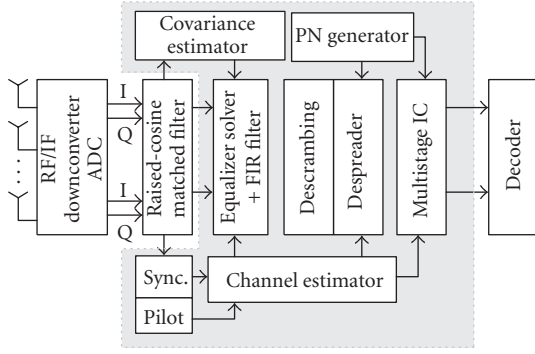 Covariance
estimator
PN generator
RF/IF
downconverter
ADC
I
Q
I
Q
Raised-cosine
matched filter
Equalizer solver
+ FIR filter
Descrambing
Despreader
Multistage IC
Decoder
Sync.
Pilot
Channel estimator